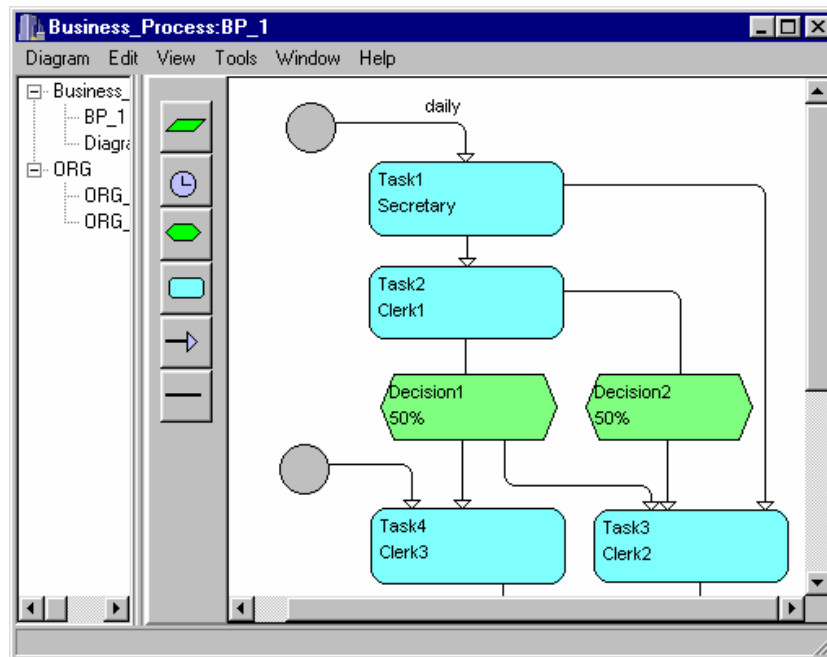 Business_Process:BP_1
Diagram Edit View Tools Window Help
Business_
BP_1
Diagra
ORG
ORG_
ORG_
daily
Task1
Secretary
Task2
Clerk1
Decision1
50%
Decision2
50%
Task4
Clerk3
Task3
Clerk2